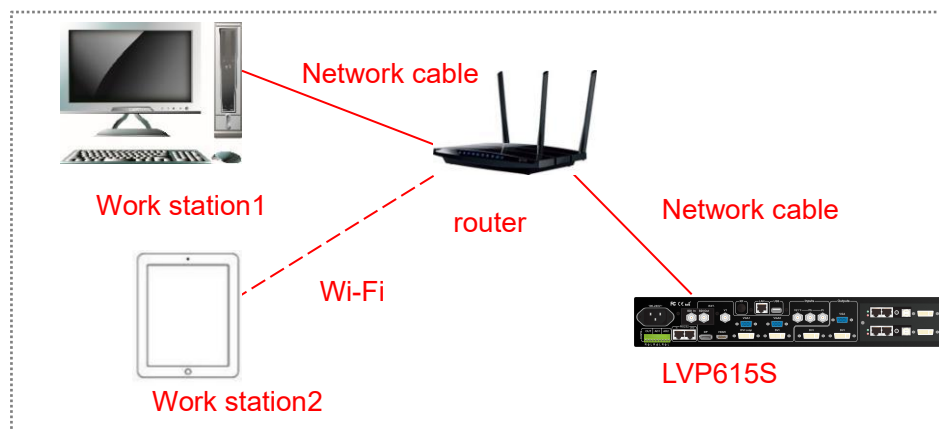 Network cable
Work station1
router
Network cable
Wi-Fi
LVP615S
Work station2